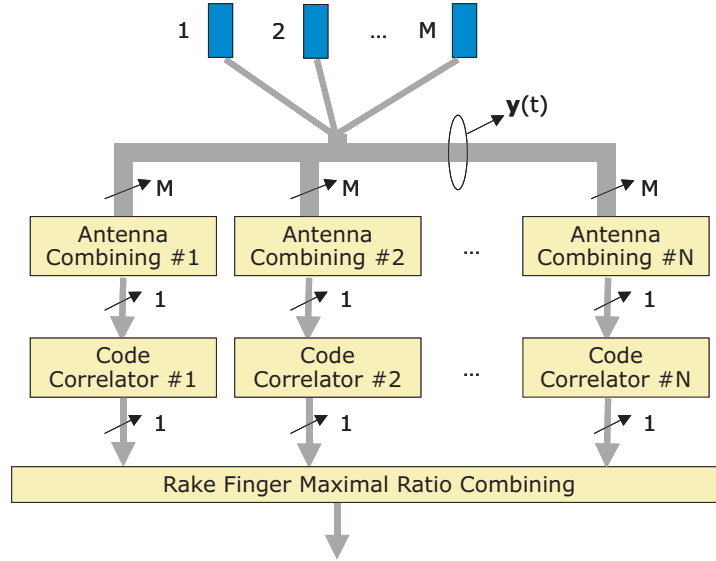 1 2 ... M
y(t)
M M M
Antenna
Combining #1
Antenna
Combining #2
...
Antenna
Combining #N
1 1 1
Code
Correlator #1
Code
Correlator #2
...
Code
Correlator #N
1 1 1
Rake Finger Maximal Ratio Combining